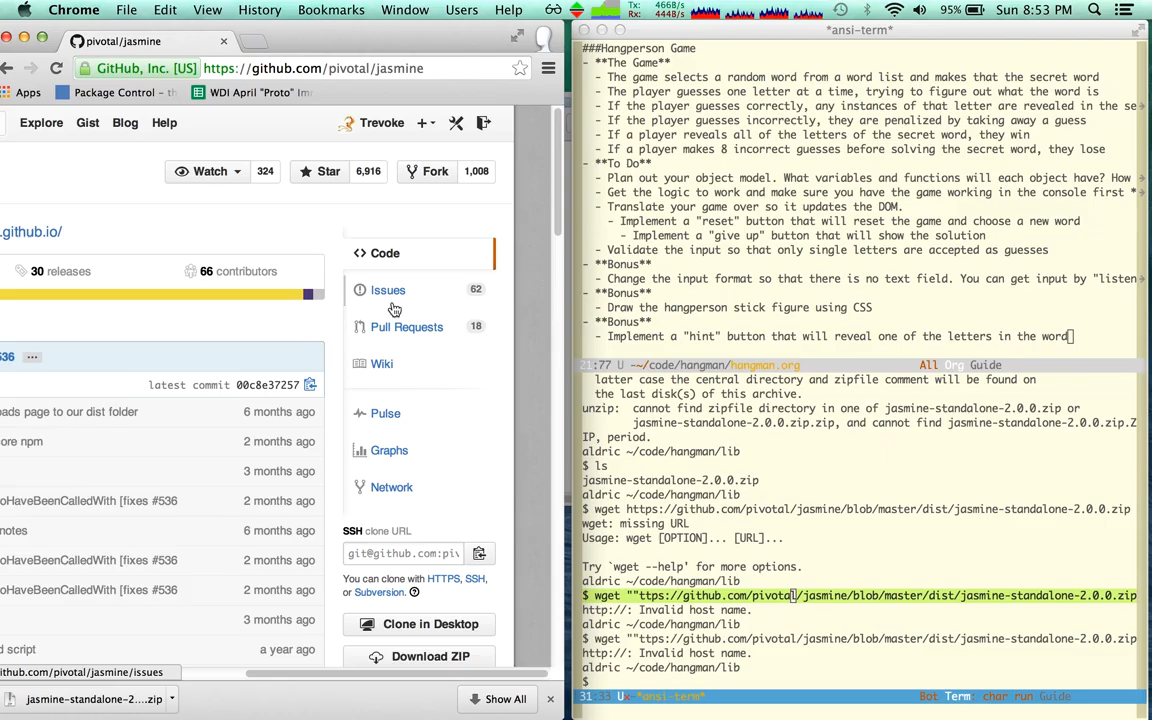 Chrome File Edit View History Bookmarks Window Users Help
Tx: 466B/s
Rx: 444B/s
95% Sun 8:53 PM
pivotal/jasmine
GitHub, Inc. [US] https://github.com/pivotal/jasmine
Apps Package Control - th WDI April "Proto" Im
Explore Gist Blog Help
Trevoke
Watch 324 Star 6,916 Fork 1,008
.github.io/
30 releases 66 contributors
536 ...
latest commit 00c8e37257
oads page to our dist folder 6 months ago
ore npm 2 months ago
3 months ago
oHaveBeenCalledWith [fixes #536 2 months ago
notes 6 months ago
oHaveBeenCalledWith [fixes #536 2 months ago
oHaveBeenCalledWith [fixes #536 2 months ago
3 months ago
d script a year ago
Code
Issues 62
Pull Requests 18
Wiki
Pulse
Graphs
Network
SSH clone URL
git@github.com:piv
You can clone with HTTPS, SSH,
or Subversion.
Clone in Desktop
Download ZIP
github.com/pivotal/jasmine/issues
jasmine-standalone-2....zip
Show All
*ansi-term*
###Hangperson Game
- **The Game**
- The game selects a random word from a word list and makes that the secret word
- The player guesses one letter at a time, trying to figure out what the word is
- If the player guesses correctly, any instances of that letter are revealed in the se
- If the player guesses incorrectly, they are penalized by taking away a guess
- If a player reveals all of the letters of the secret word, they win
- If a player makes 8 incorrect guesses before solving the secret word, they lose
- **To Do**
- Plan out your object model. What variables and functions will each object have? How
- Get the logic to work and make sure you have the game working in the console first *
- Translate your game over so it updates the DOM.
- Implement a "reset" button that will reset the game and choose a new word
- Implement a "give up" button that will show the solution
- Validate the input so that only single letters are accepted as guesses
- **Bonus**
- Change the input format so that there is no text field. You can get input by "listen
- **Bonus**
- Draw the hangperson stick figure using CSS
- **Bonus**
- Implement a "hint" button that will reveal one of the letters in the word
21:77 U -~/code/hangman/hangman.org All Org Guide
latter case the central directory and zipfile comment will be found on
the last disk(s) of this archive.
unzip: cannot find zipfile directory in one of jasmine-standalone-2.0.0.zip or
jasmine-standalone-2.0.0.zip.zip, and cannot find jasmine-standalone-2.0.0.zip.Z
IP, period.
aldric ~/code/hangman/lib
$ ls
jasmine-standalone-2.0.0.zip
aldric ~/code/hangman/lib
$ wget https://github.com/pivotal/jasmine/blob/master/dist/jasmine-standalone-2.0.0.zip
wget: missing URL
Usage: wget [OPTION]... [URL]...
Try `wget --help' for more options.
aldric ~/code/hangman/lib
$ wget ""ttps://github.com/pivotal/jasmine/blob/master/dist/jasmine-standalone-2.0.0.zip
http://: Invalid host name.
aldric ~/code/hangman/lib
$ wget ""ttps://github.com/pivotal/jasmine/blob/master/dist/jasmine-standalone-2.0.0.zip
http://: Invalid host name.
aldric ~/code/hangman/lib
$
31:33 U *ansi-term* Bot Term: char run Guide